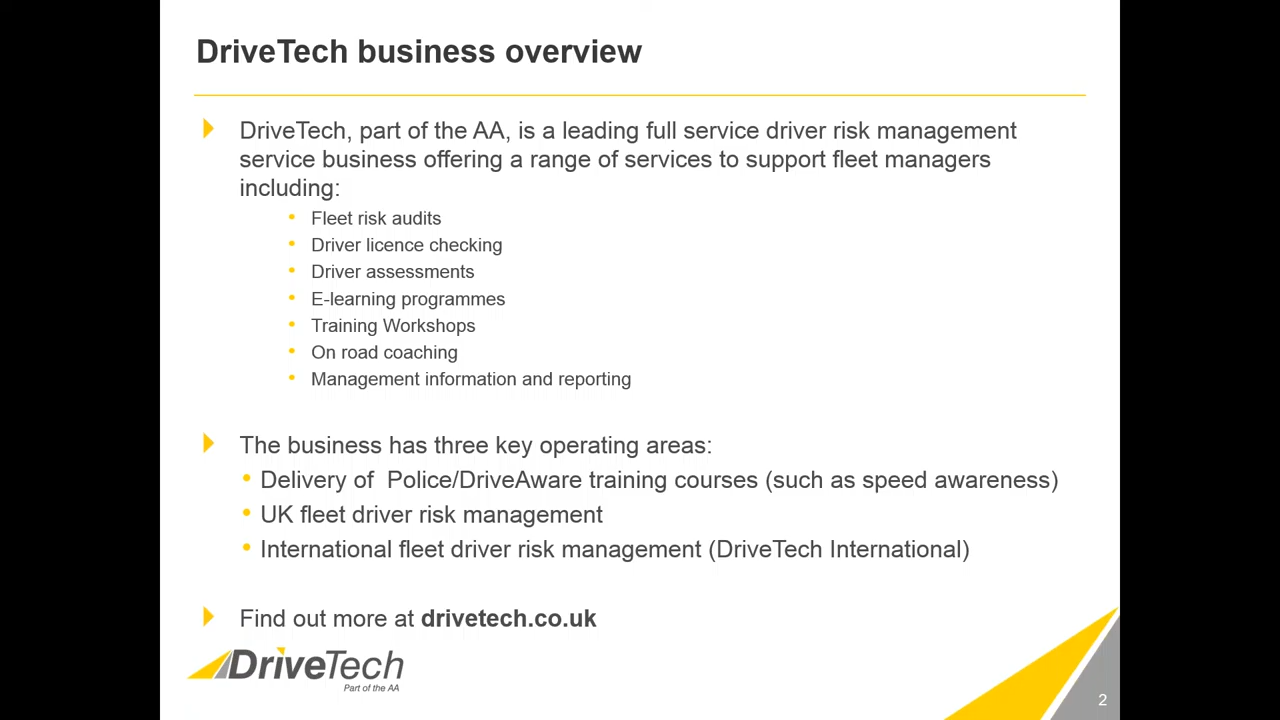 DriveTech business overview
DriveTech, part of the AA, is a leading full service driver risk management
service business offering a range of services to support fleet managers
including:
• Fleet risk audits
• Driver licence checking
• Driver assessments
• E-learning programmes
• Training Workshops
• On road coaching
• Management information and reporting
The business has three key operating areas:
• Delivery of  Police/DriveAware training courses (such as speed awareness)
• UK fleet driver risk management
• International fleet driver risk management (DriveTech International)
Find out more at drivetech.co.uk
DriveTech
Part of the AA
2